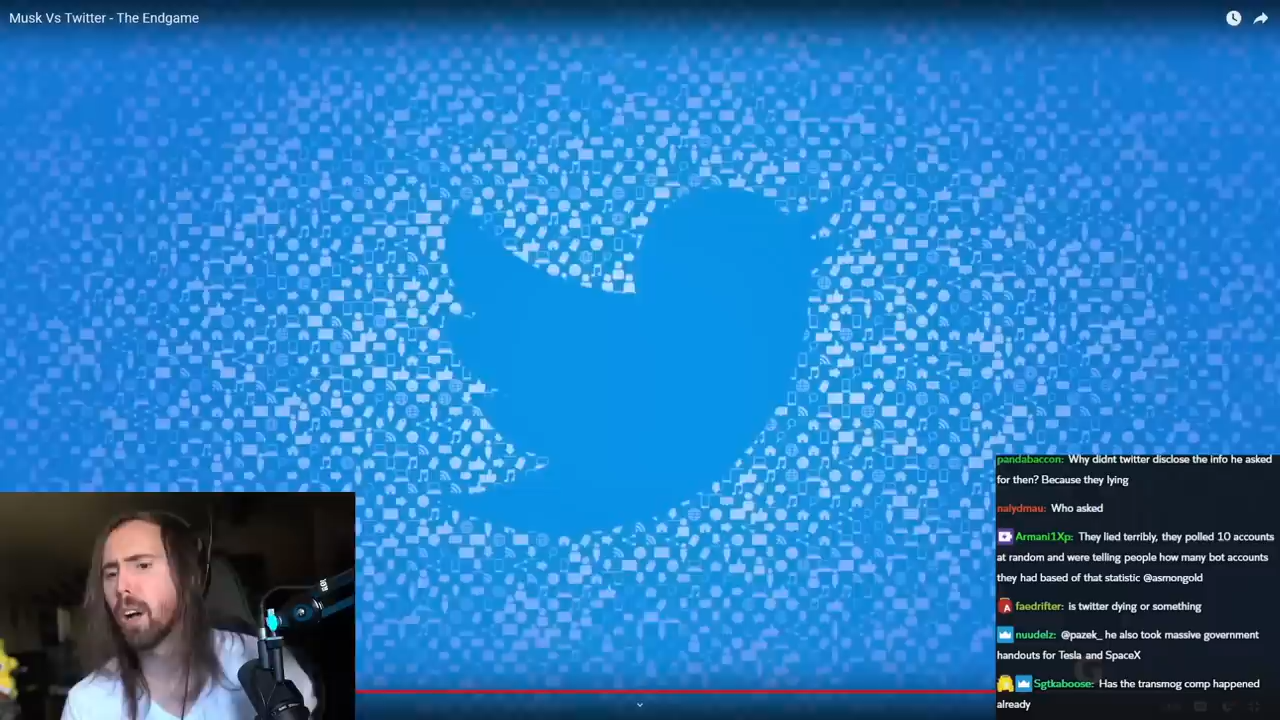 Musk Vs Twitter - The Endgame
pandabaccon: Why didnt twitter disclose the info he asked
for then? Because they lying
nalydmau: Who asked
Armani1Xp: They lied terribly, they polled 10 accounts
at random and were telling people how many bot accounts
they had based of that statistic @asmongold
faedrifter: is twitter dying or something
nuudelz: @pazek_ he also took massive government
handouts for Tesla and SpaceX
Sgtkaboose: Has the transmog comp happened
already